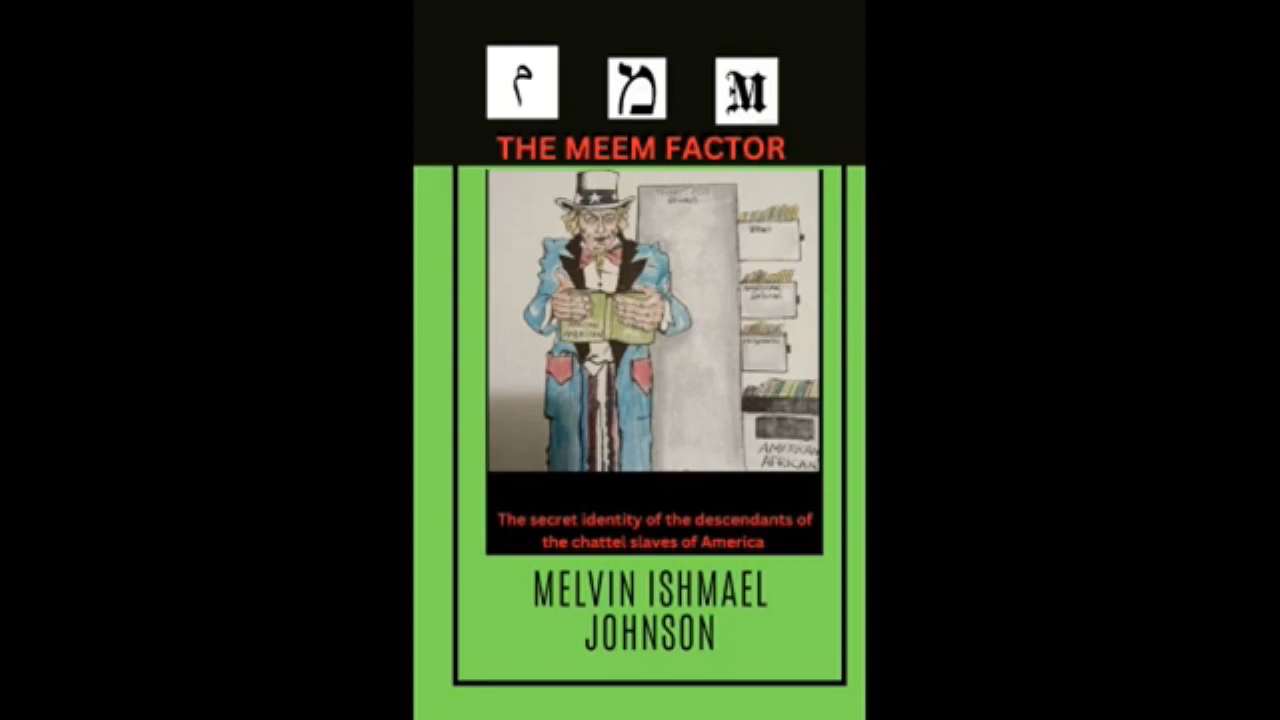 م מ M
THE MEEM FACTOR
AMERICAN
AFRICAN
The secret identity of the descendants of
the chattel slaves of America
MELVIN ISHMAEL
JOHNSON